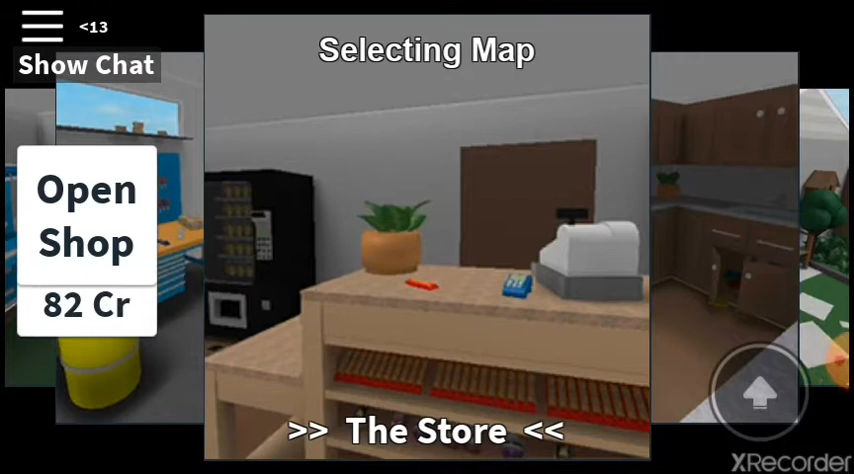 <13
Show Chat
Selecting Map
Open
Shop
82 Cr
>> The Store <<
XRecorder